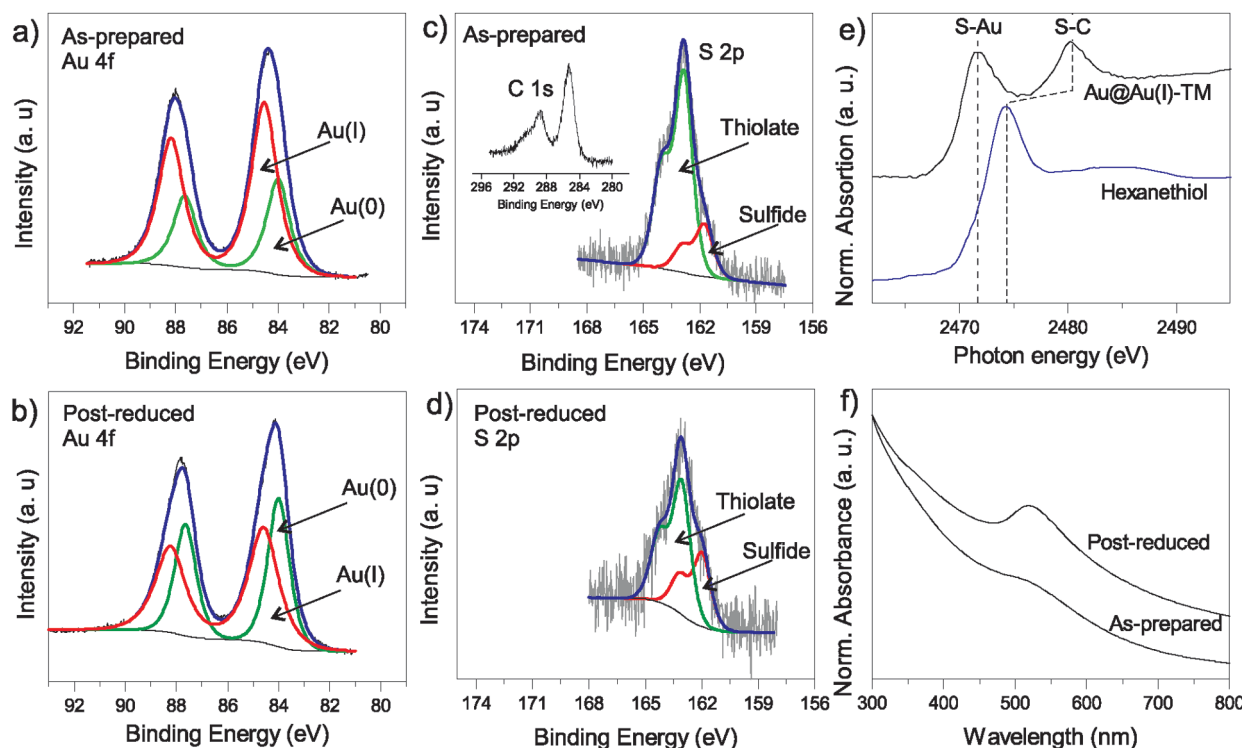 a)
As-prepared
Au 4f
Au(I)
Au(0)
Intensity (a. u)
92 90 88 86 84 82 80
Binding Energy (eV)
b)
Post-reduced
Au 4f
Au(0)
Au(I)
Intensity (a. u)
92 90 88 86 84 82 80
Binding Energy (eV)
c)
As-prepared
S 2p
C 1s
296 292 288 284 280
Binding Energy (eV)
Thiolate
Sulfide
Intensity (a. u)
174 171 168 165 162 159 156
Binding Energy (eV)
d)
Post-reduced
S 2p
Thiolate
Sulfide
Intensity (a. u)
174 171 168 165 162 159 156
Binding Energy (eV)
e)
S-Au
S-C
Au@Au(I)-TM
Hexanethiol
Norm. Absortion (a. u.)
2470 2480 2490
Photon energy (eV)
f)
Post-reduced
As-prepared
Norm. Absorbance (a. u.)
300 400 500 600 700 800
Wavelength (nm)